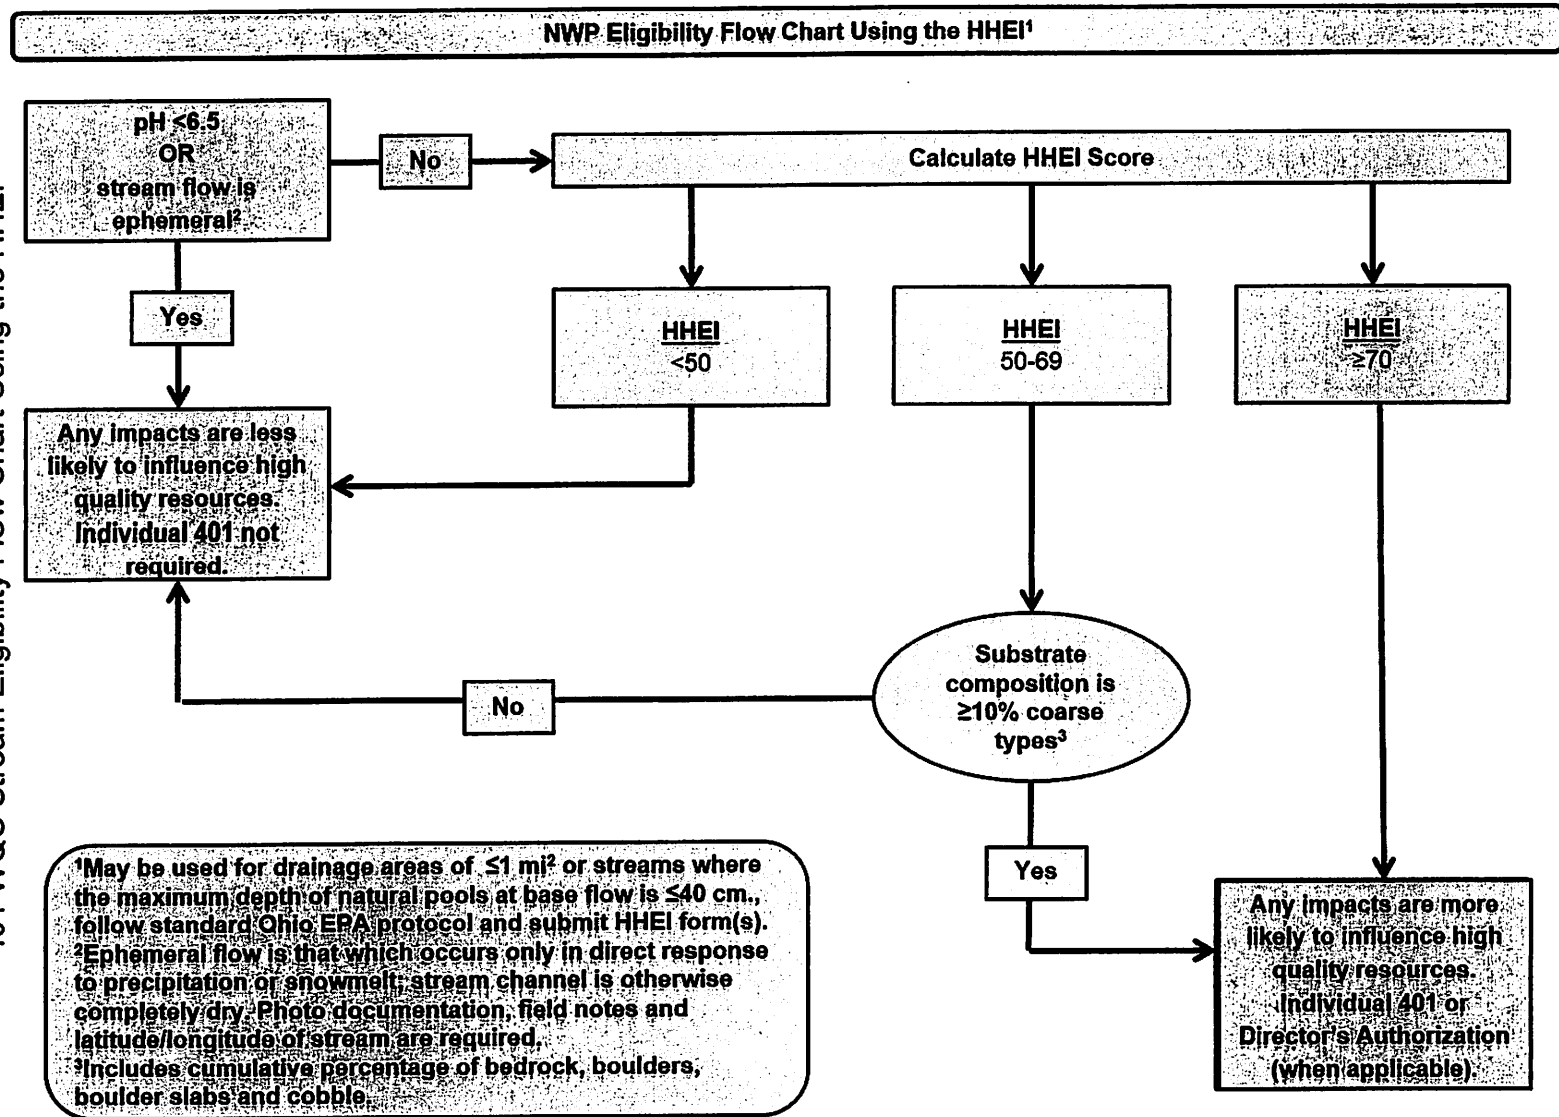 NWP Eligibility Flow Chart Using the HHEI¹
pH <6.5
OR
stream flow is
ephemeral²
No
Calculate HHEI Score
Yes
HHEI
<50
HHEI
50-69
HHEI
≥70
Any impacts are less
likely to influence high
quality resources.
Individual 401 not
required.
Substrate
composition is
≥10% coarse
types³
No
Yes
Any impacts are more
likely to influence high
quality resources.
Individual 401 or
Director's Authorization
(when applicable).
¹May be used for drainage areas of ≤1 mi² or streams where
the maximum depth of natural pools at base flow is ≤40 cm.,
follow standard Ohio EPA protocol and submit HHEI form(s).
²Ephemeral flow is that which occurs only in direct response
to precipitation or snowmelt; stream channel is otherwise
completely dry. Photo documentation, field notes and
latitude/longitude of stream are required.
³Includes cumulative percentage of bedrock, boulders,
boulder slabs and cobble.
Stream Eligibility Flow Chart Using the